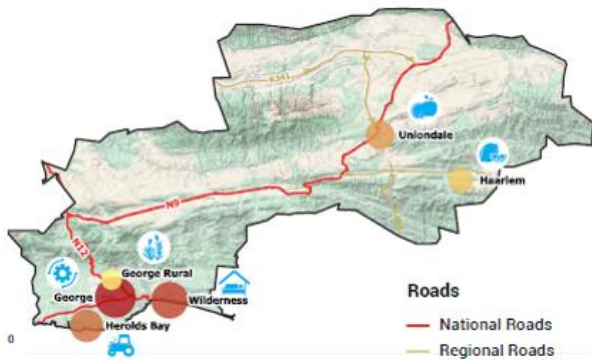 R341
Uniondale
Haarlem
N9
N12
George Rural
George
Wilderness
Herolds Bay
Roads
National Roads
Regional Roads
0